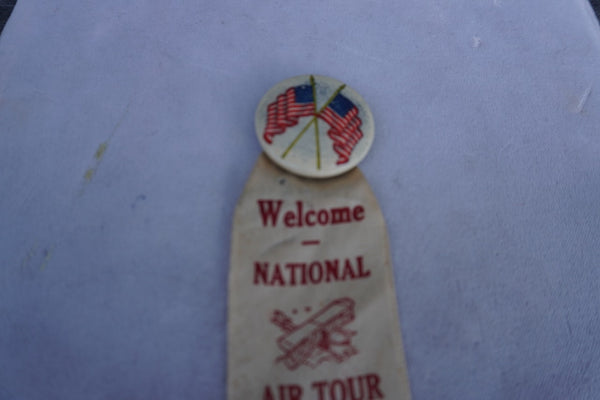 Welcome
—
NATIONAL
AIR TOUR